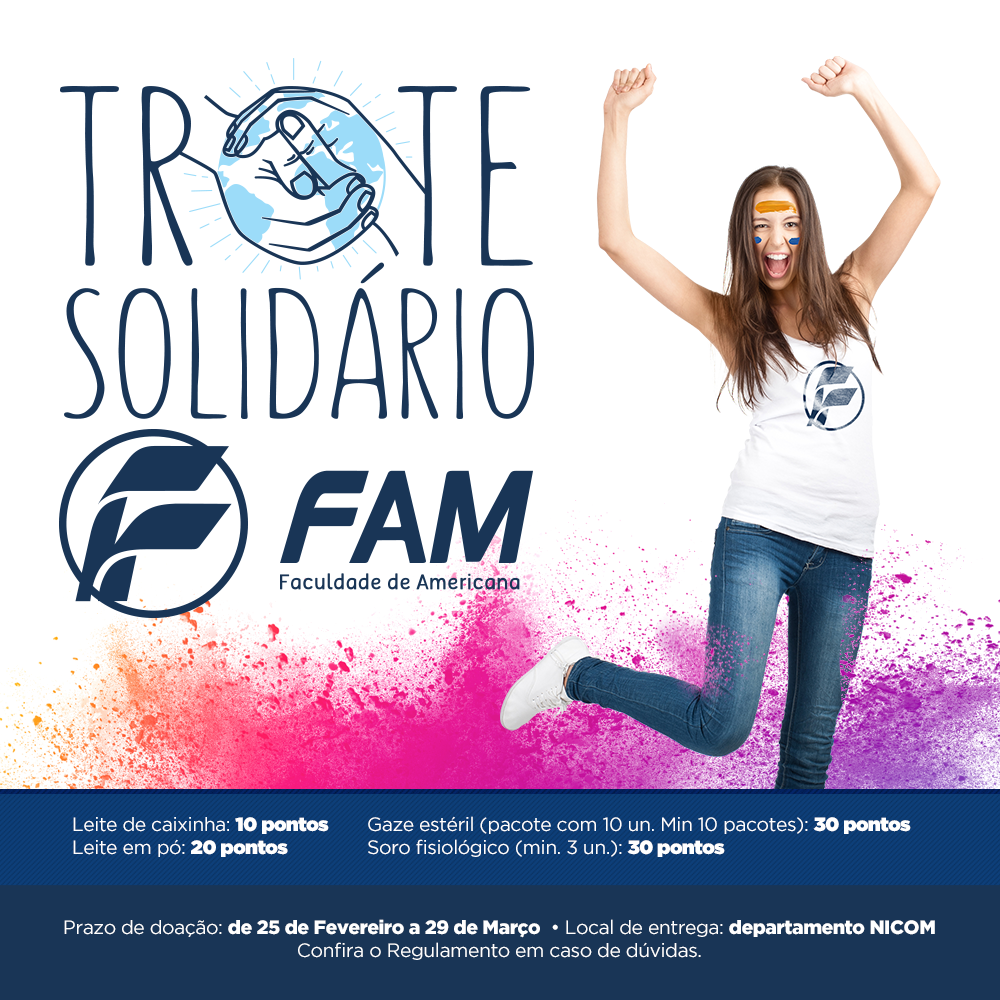 TROTE
SOLIDÁRIO
FAM
Faculdade de Americana
Leite de caixinha: 10 pontos
Leite em pó: 20 pontos
Gaze estéril (pacote com 10 un. Min 10 pacotes): 30 pontos
Soro fisiológico (min. 3 un.): 30 pontos
Prazo de doação: de 25 de Fevereiro a 29 de Março • Local de entrega: departamento NICOM
Confira o Regulamento em caso de dúvidas.